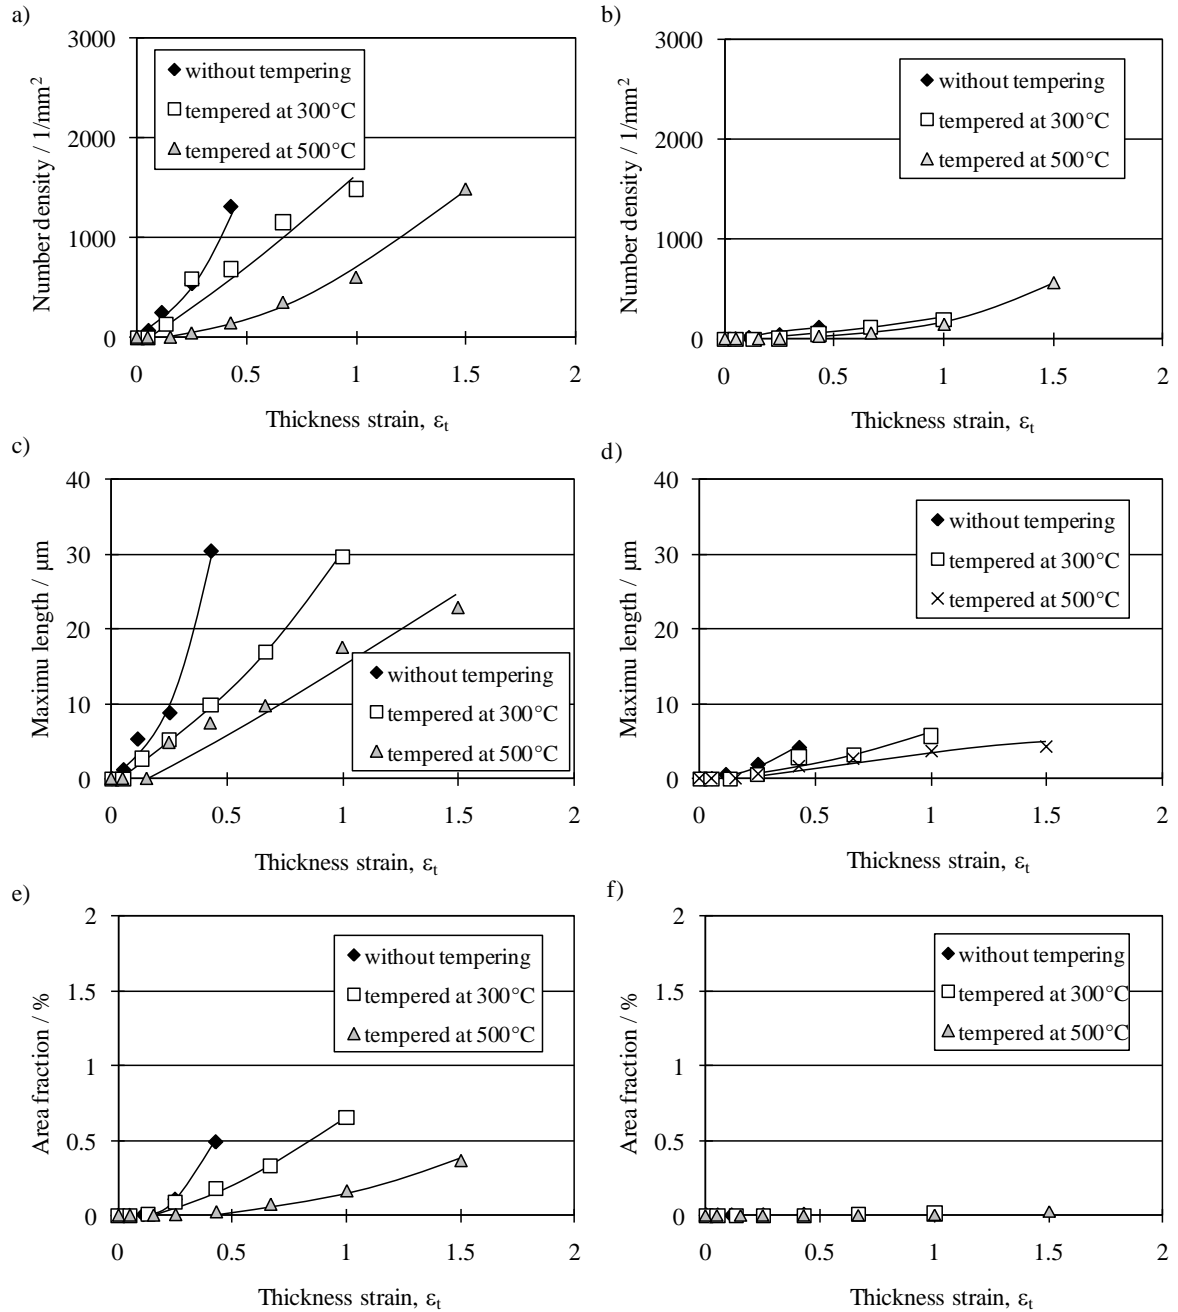 a)
3000
2000
1000
0
Number density / 1/mm²
without tempering
tempered at 300°C
tempered at 500°C
0 0.5 1 1.5 2
Thickness strain, εt
b)
3000
2000
1000
0
Number density / 1/mm²
without tempering
tempered at 300°C
tempered at 500°C
0 0.5 1 1.5 2
Thickness strain, εt
c)
40
30
20
10
0
Maximu length / µm
without tempering
tempered at 300°C
tempered at 500°C
0 0.5 1 1.5 2
Thickness strain, εt
d)
40
30
20
10
0
Maximu length / µm
without tempering
tempered at 300°C
tempered at 500°C
0 0.5 1 1.5 2
Thickness strain, εt
e)
2
1.5
1
0.5
0
Area fraction / %
without tempering
tempered at 300°C
tempered at 500°C
0 0.5 1 1.5 2
Thickness strain, εt
f)
2
1.5
1
0.5
0
Area fraction / %
without tempering
tempered at 300°C
tempered at 500°C
0 0.5 1 1.5 2
Thickness strain, εt